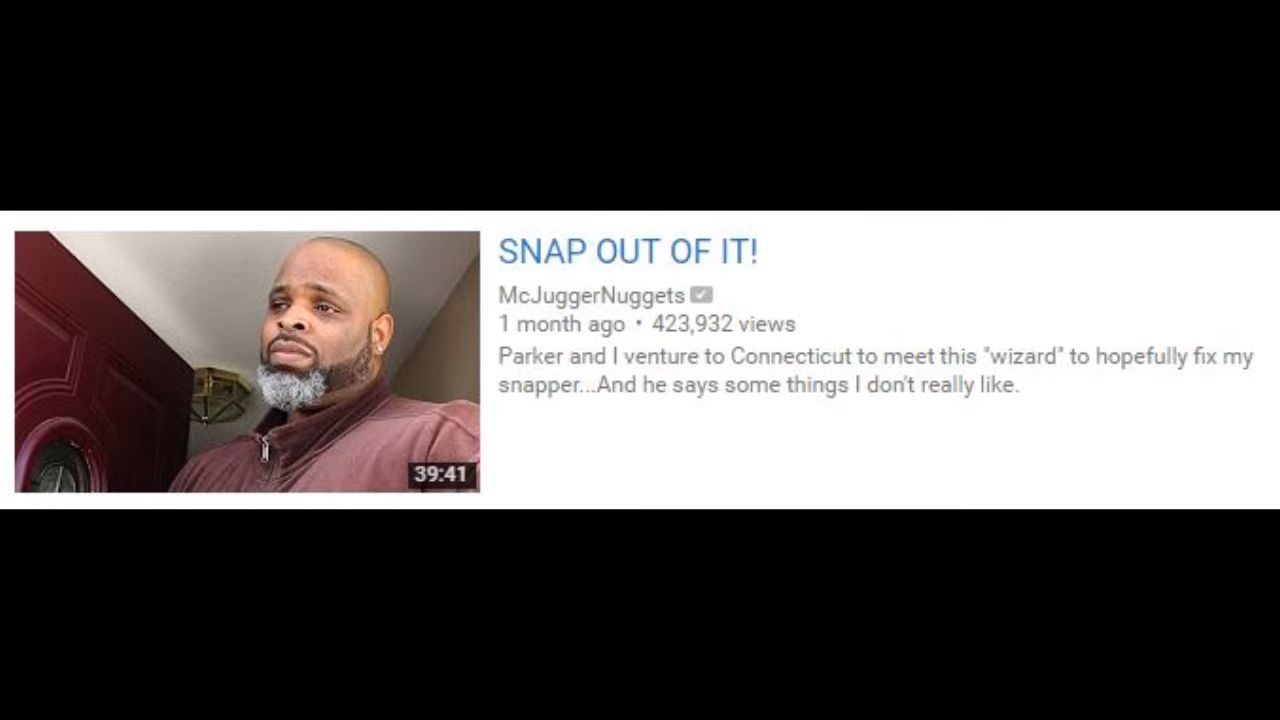 SNAP OUT OF IT!
McJuggerNuggets
1 month ago • 423,932 views
Parker and I venture to Connecticut to meet this "wizard" to hopefully fix my
snapper...And he says some things I don't really like.
39:41